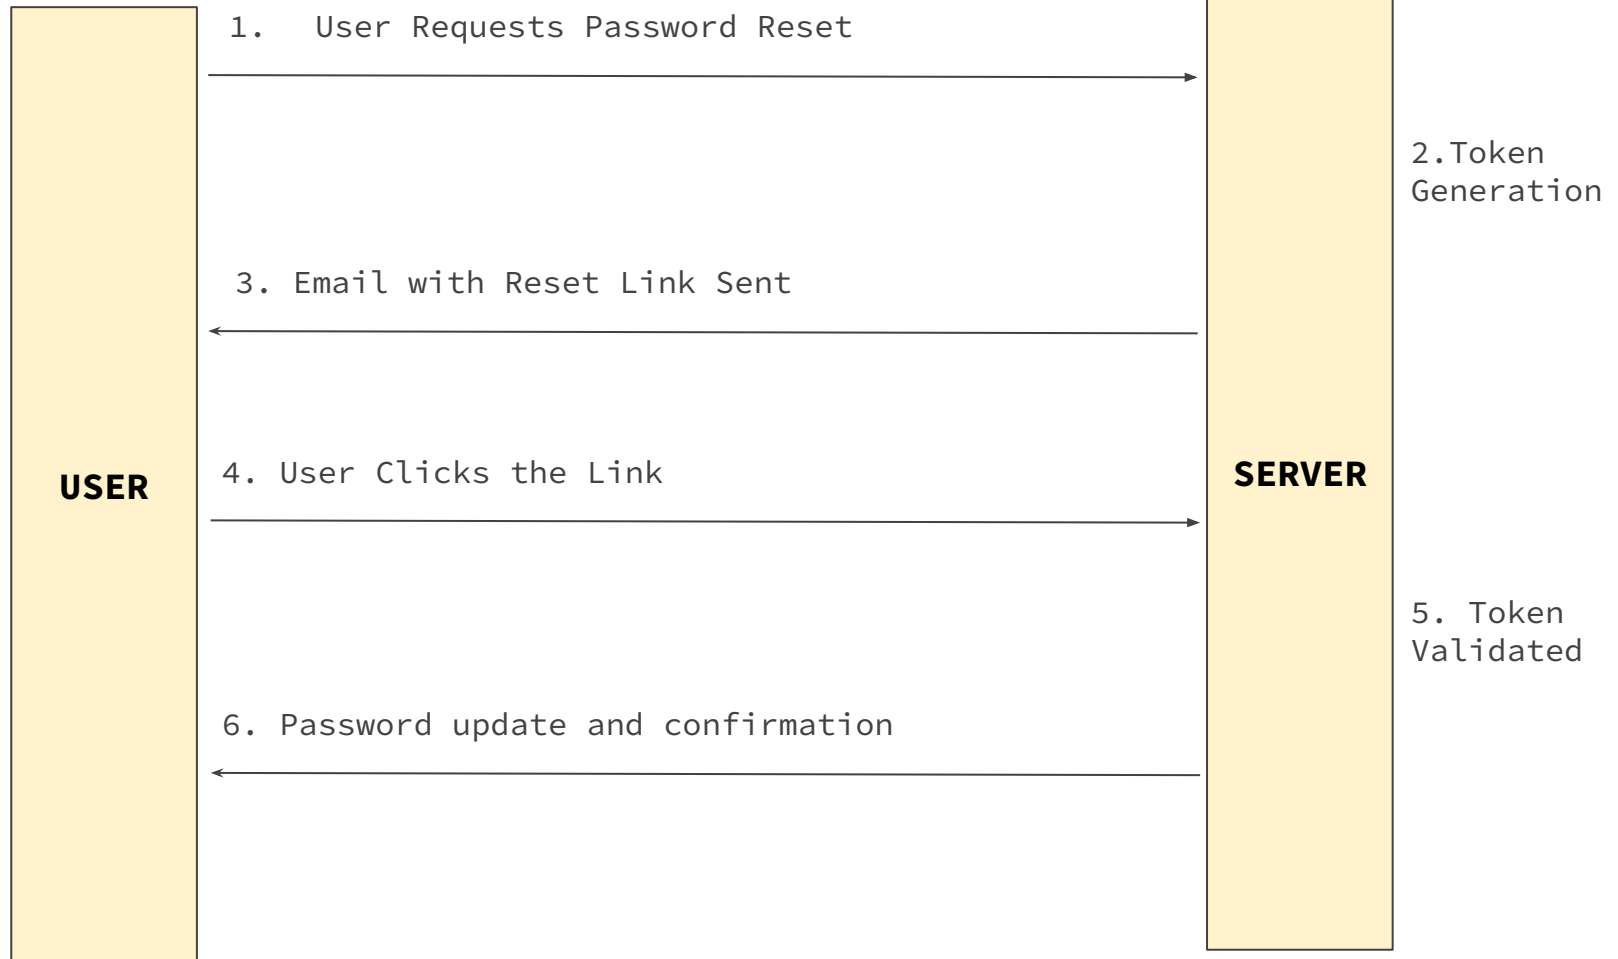 1. User Requests Password Reset
2.Token
Generation
3. Email with Reset Link Sent
4. User Clicks the Link
USER
SERVER
5. Token
Validated
6. Password update and confirmation